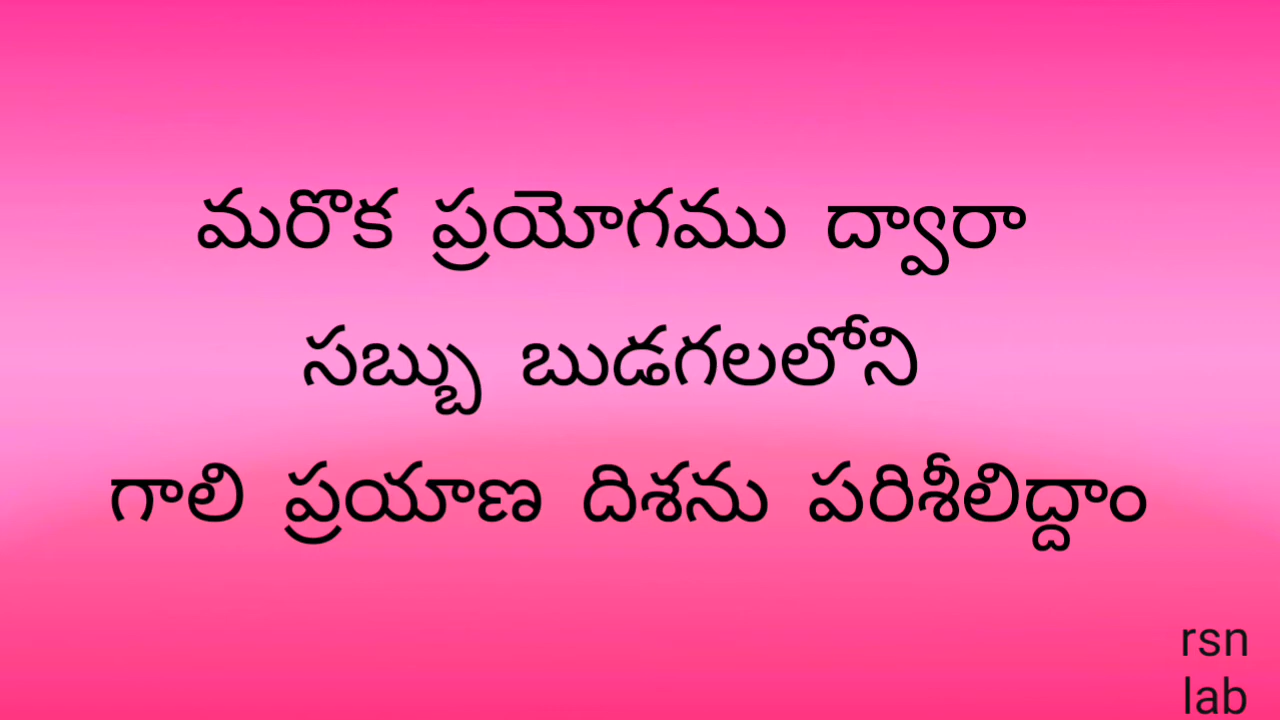 మరొక ప్రయోగము ద్వారా
సబ్బు బుడగలలోని
గాలి ప్రయాణ దిశను పరిశీలిద్దాం
rsn
lab